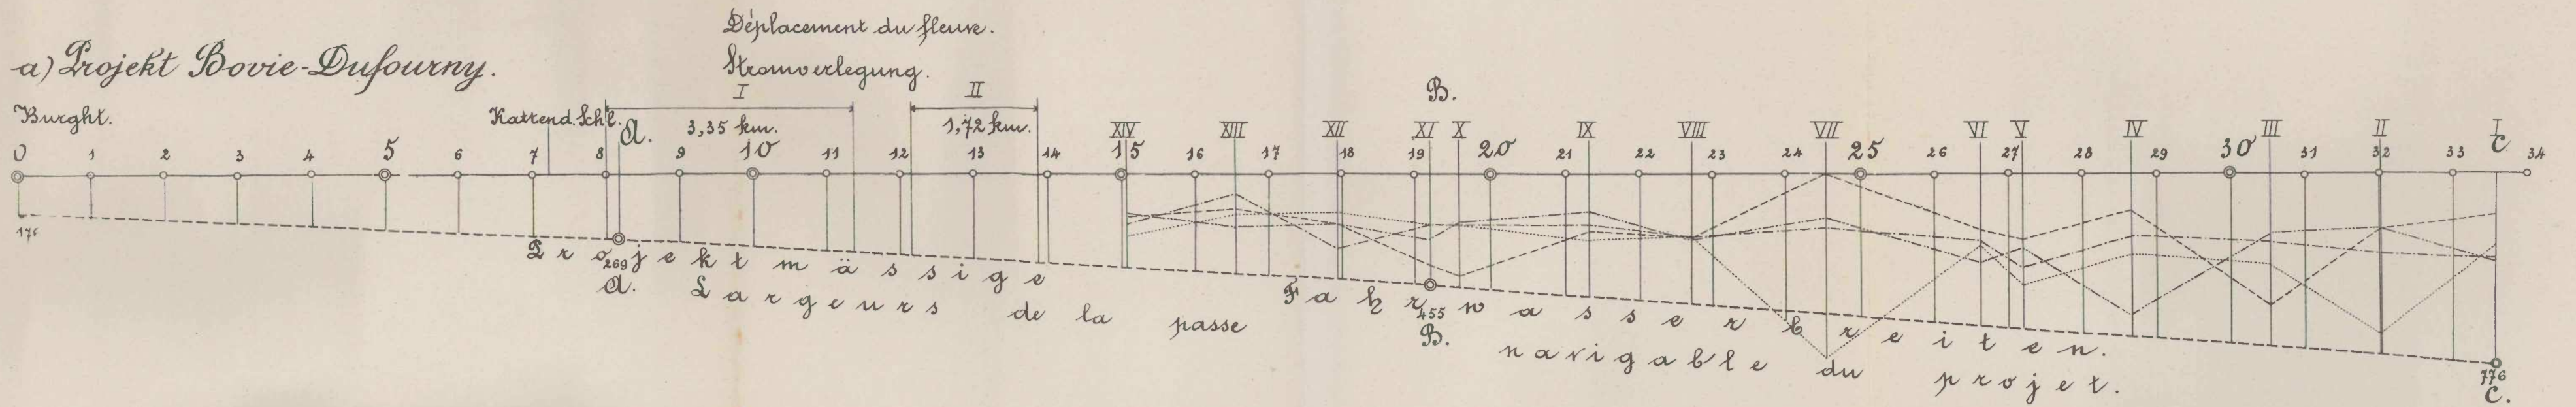 Déplacement du fleuve.
a) Projekt Bovie-Dufourny.
Stromverlegung.
I II B.
Burght. Kattend. Schl. A. 3,35 km. 1,72 km. XIV XIII XII XI X IX VIII VII VI V IV III II I
C
0 1 2 3 4 5 6 7 8 9 10 11 12 13 14 15 16 17 18 19 20 21 22 23 24 25 26 27 28 29 30 31 32 33 34
176
Projektmässige Fahrwasserbreiten.
269 455
A. B.
Largeurs de la passe navigable du projet.
776
C.